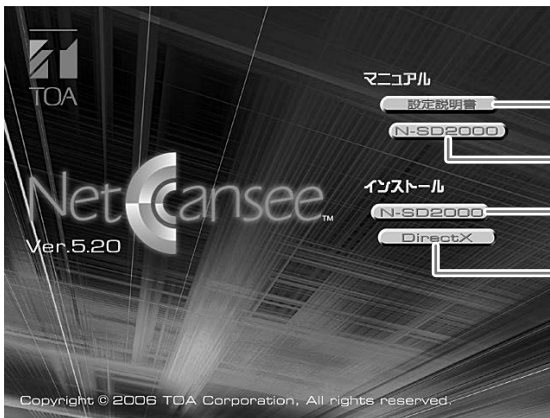 TOA
マニュアル
設定説明書
N-SD2000
NetCansee™
Ver.5.20
インストール
N-SD2000
DirectX
Copyright © 2006 TOA Corporation, All rights reserved.